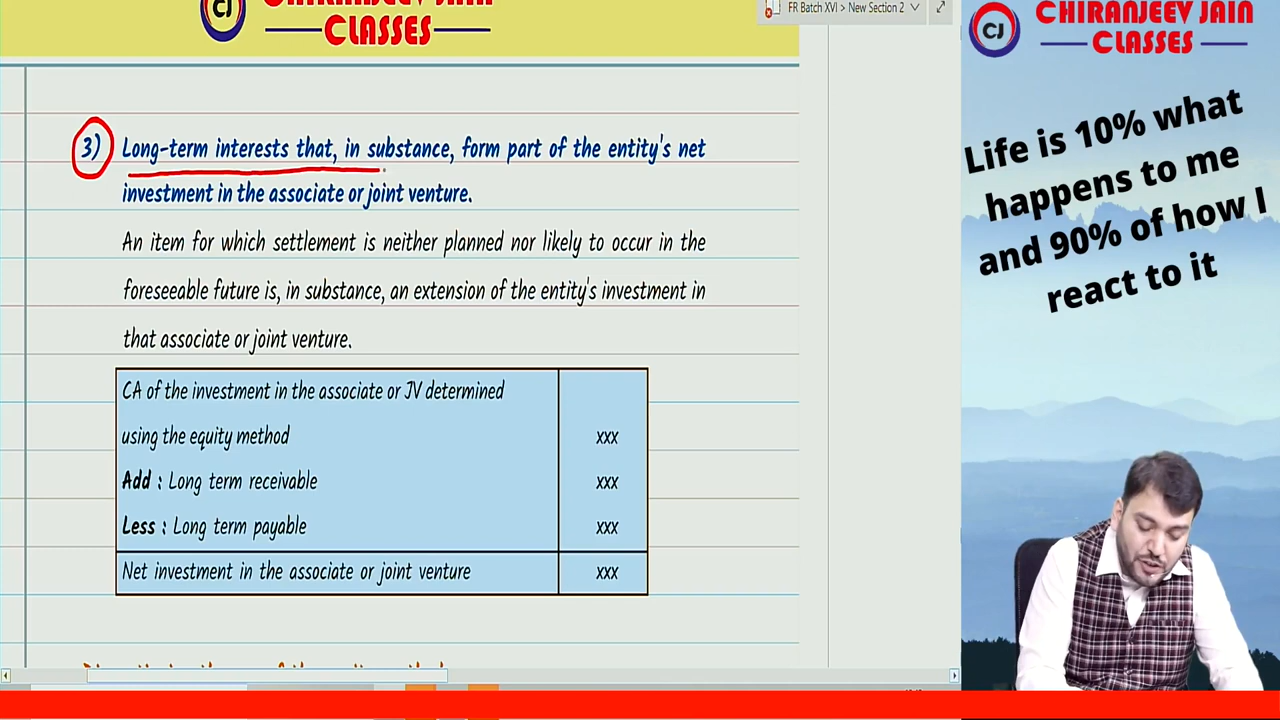 CJ
CHIRANJEEV JAIN
CLASSES
FR Batch XVI > New Section 2
3) Long-term interests that, in substance, form part of the entity's net
investment in the associate or joint venture.
An item for which settlement is neither planned nor likely to occur in the
foreseeable future is, in substance, an extension of the entity's investment in
that associate or joint venture.
CA of the investment in the associate or JV determined
using the equity method xxx
Add : Long term receivable xxx
Less : Long term payable xxx
Net investment in the associate or joint venture xxx
CJ
CHIRANJEEV JAIN
CLASSES
Life is 10% what
happens to me
and 90% of how I
react to it